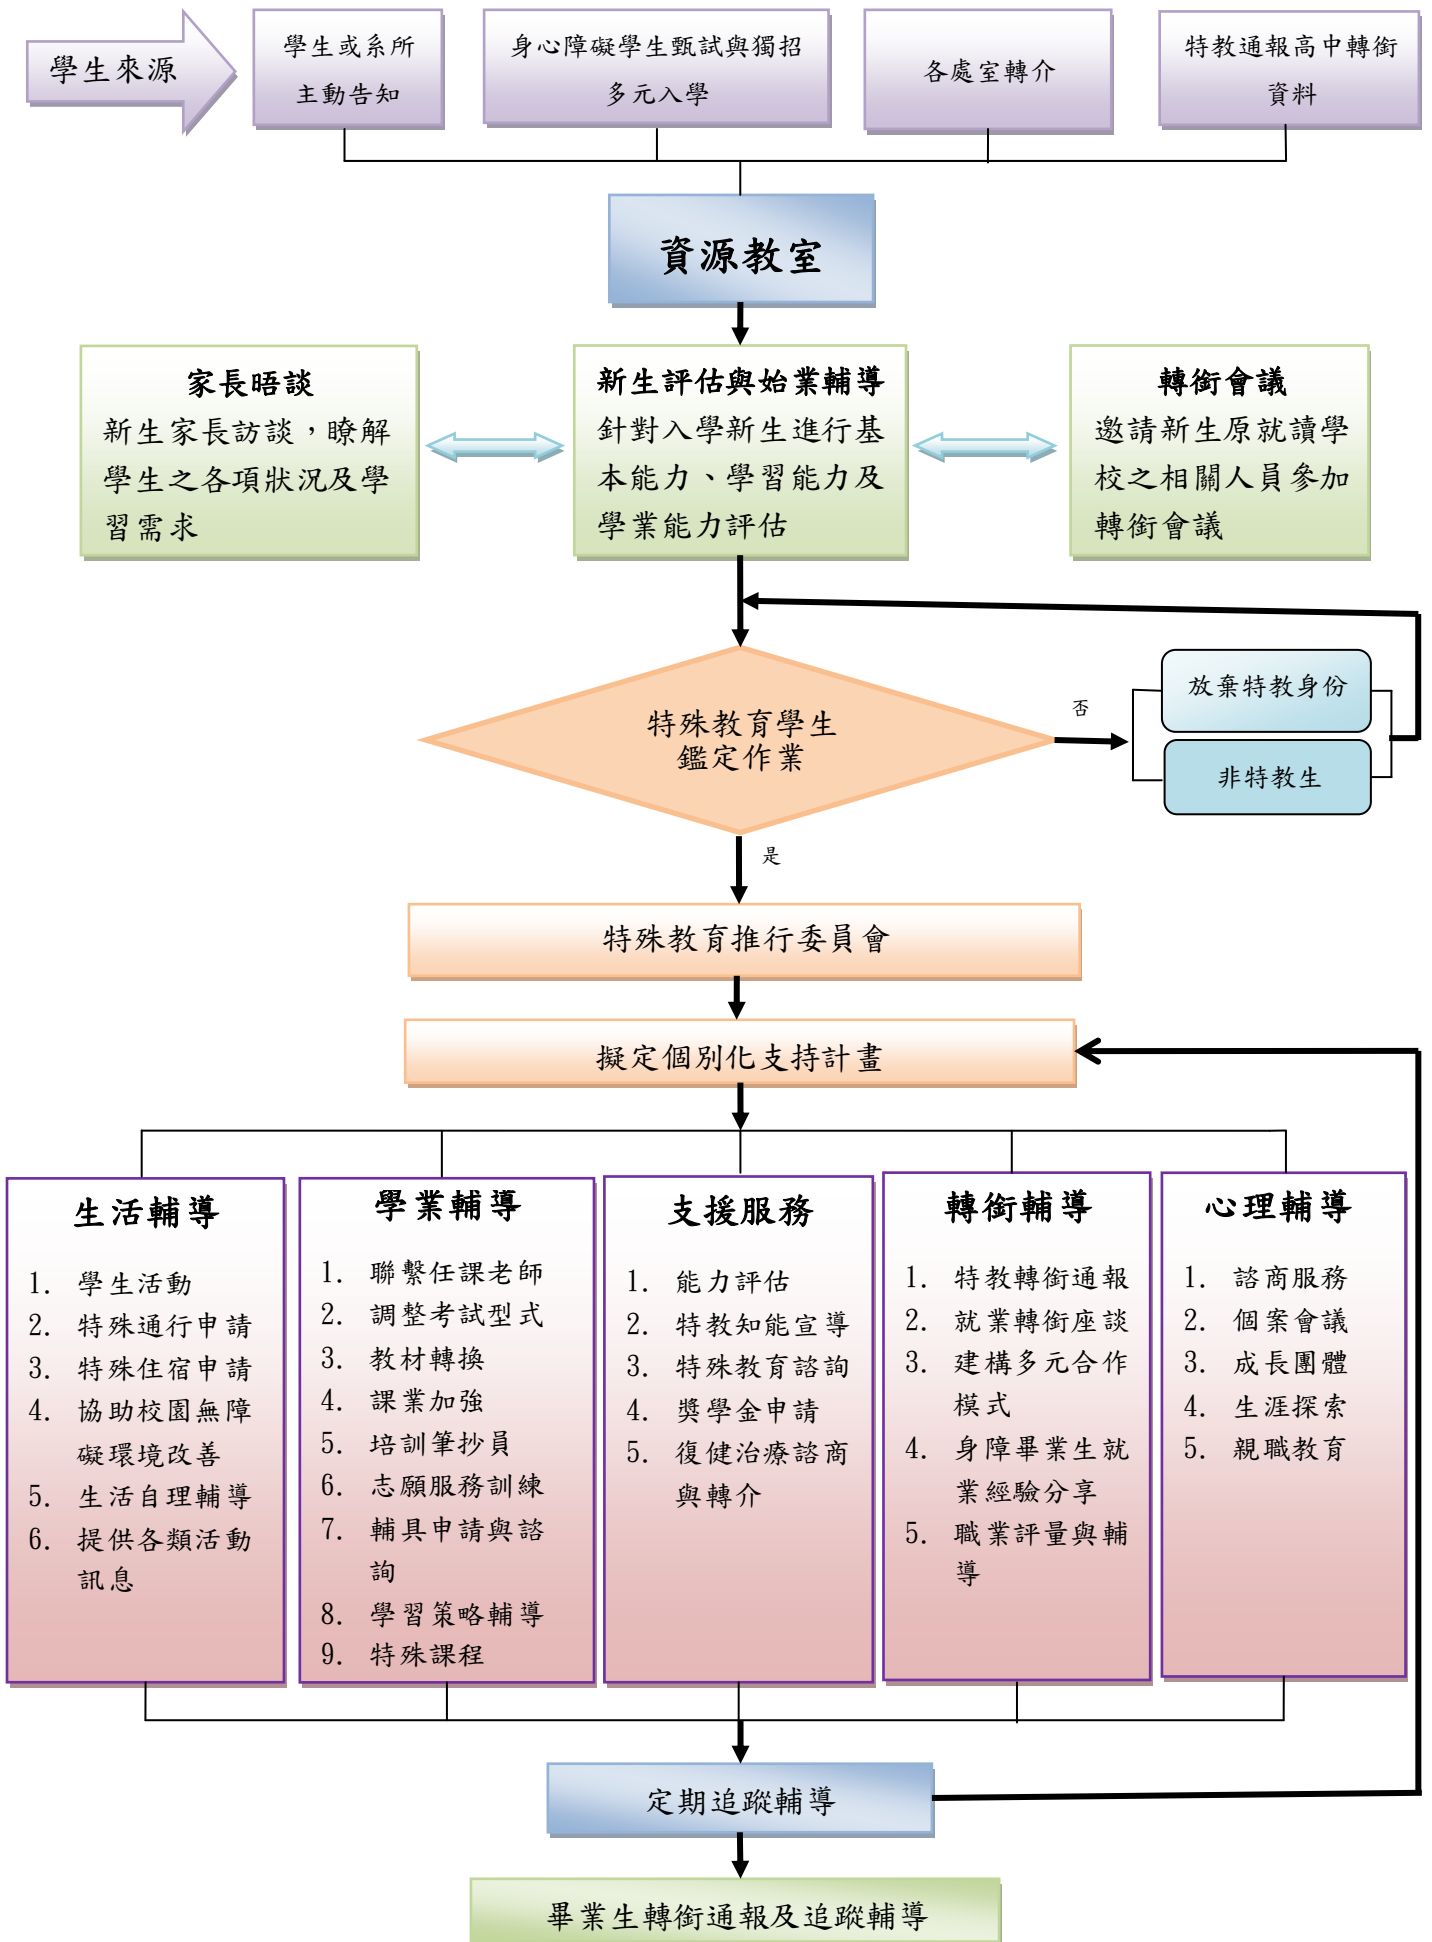 學生來源
學生或系所
主動告知
身心障礙學生甄試與獨招
多元入學
各處室轉介
特教通報高中轉銜
資料
資源教室
家長晤談
新生家長訪談，瞭解
學生之各項狀況及學
習需求
新生評估與始業輔導
針對入學新生進行基
本能力、學習能力及
學業能力評估
轉銜會議
邀請新生原就讀學
校之相關人員參加
轉銜會議
特殊教育學生
鑑定作業
否
放棄特教身份
非特教生
是
特殊教育推行委員會
擬定個別化支持計畫
生活輔導
1. 學生活動
2. 特殊通行申請
3. 特殊住宿申請
4. 協助校園無障
礙環境改善
5. 生活自理輔導
6. 提供各類活動
訊息
學業輔導
1. 聯繫任課老師
2. 調整考試型式
3. 教材轉換
4. 課業加強
5. 培訓筆抄員
6. 志願服務訓練
7. 輔具申請與諮
詢
8. 學習策略輔導
9. 特殊課程
支援服務
1. 能力評估
2. 特教知能宣導
3. 特殊教育諮詢
4. 獎學金申請
5. 復健治療諮商
與轉介
轉銜輔導
1. 特教轉銜通報
2. 就業轉銜座談
3. 建構多元合作
模式
4. 身障畢業生就
業經驗分享
5. 職業評量與輔
導
心理輔導
1. 諮商服務
2. 個案會議
3. 成長團體
4. 生涯探索
5. 親職教育
定期追蹤輔導
畢業生轉銜通報及追蹤輔導